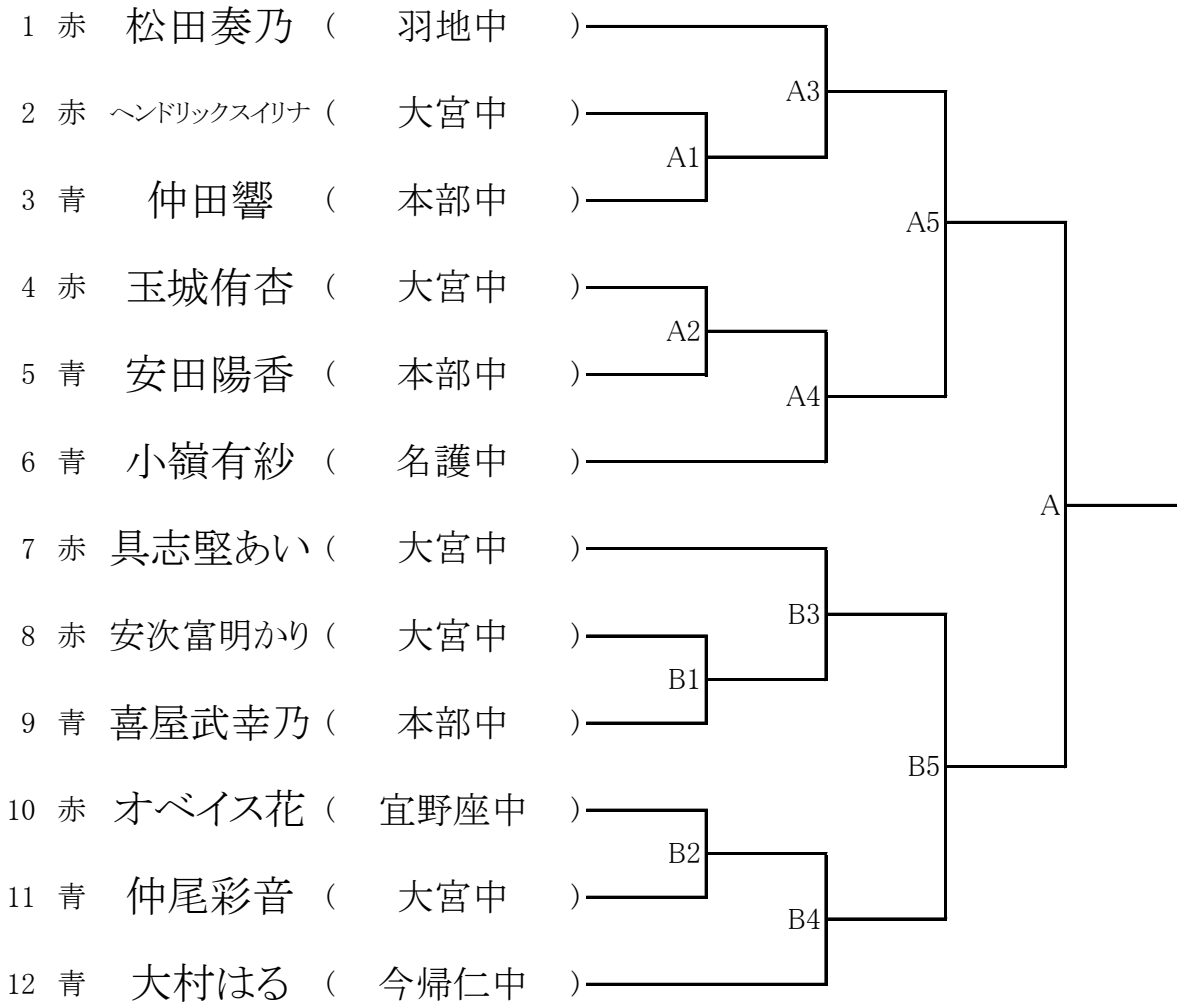 1 赤 松田奏乃 ( 羽地中 )
A3
2 赤 ヘンドリックスイリナ ( 大宮中 )
A1
3 青 仲田響 ( 本部中 )
A5
4 赤 玉城侑杏 ( 大宮中 )
A2
5 青 安田陽香 ( 本部中 )
A4
6 青 小嶺有紗 ( 名護中 )
A
7 赤 具志堅あい ( 大宮中 )
B3
8 赤 安次富明かり ( 大宮中 )
B1
9 青 喜屋武幸乃 ( 本部中 )
B5
10 赤 オベイス花 ( 宜野座中 )
B2
11 青 仲尾彩音 ( 大宮中 )
B4
12 青 大村はる ( 今帰仁中 )